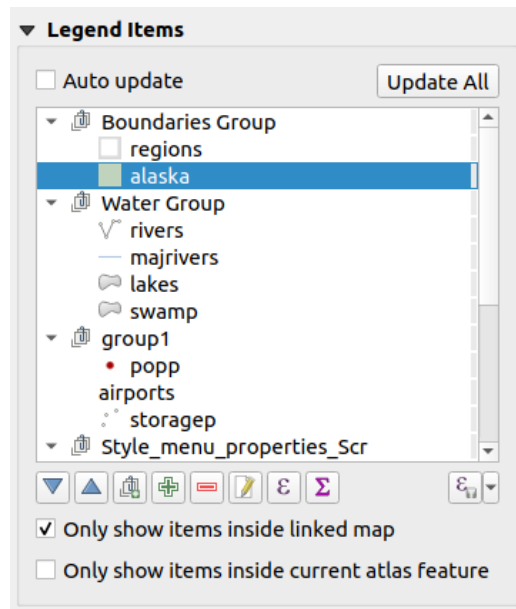 Legend Items
Auto update Update All
Boundaries Group
regions
alaska
Water Group
rivers
majrivers
lakes
swamp
group1
popp
airports
storagep
Style_menu_properties_Scr
ε Σ ε
Only show items inside linked map
Only show items inside current atlas feature